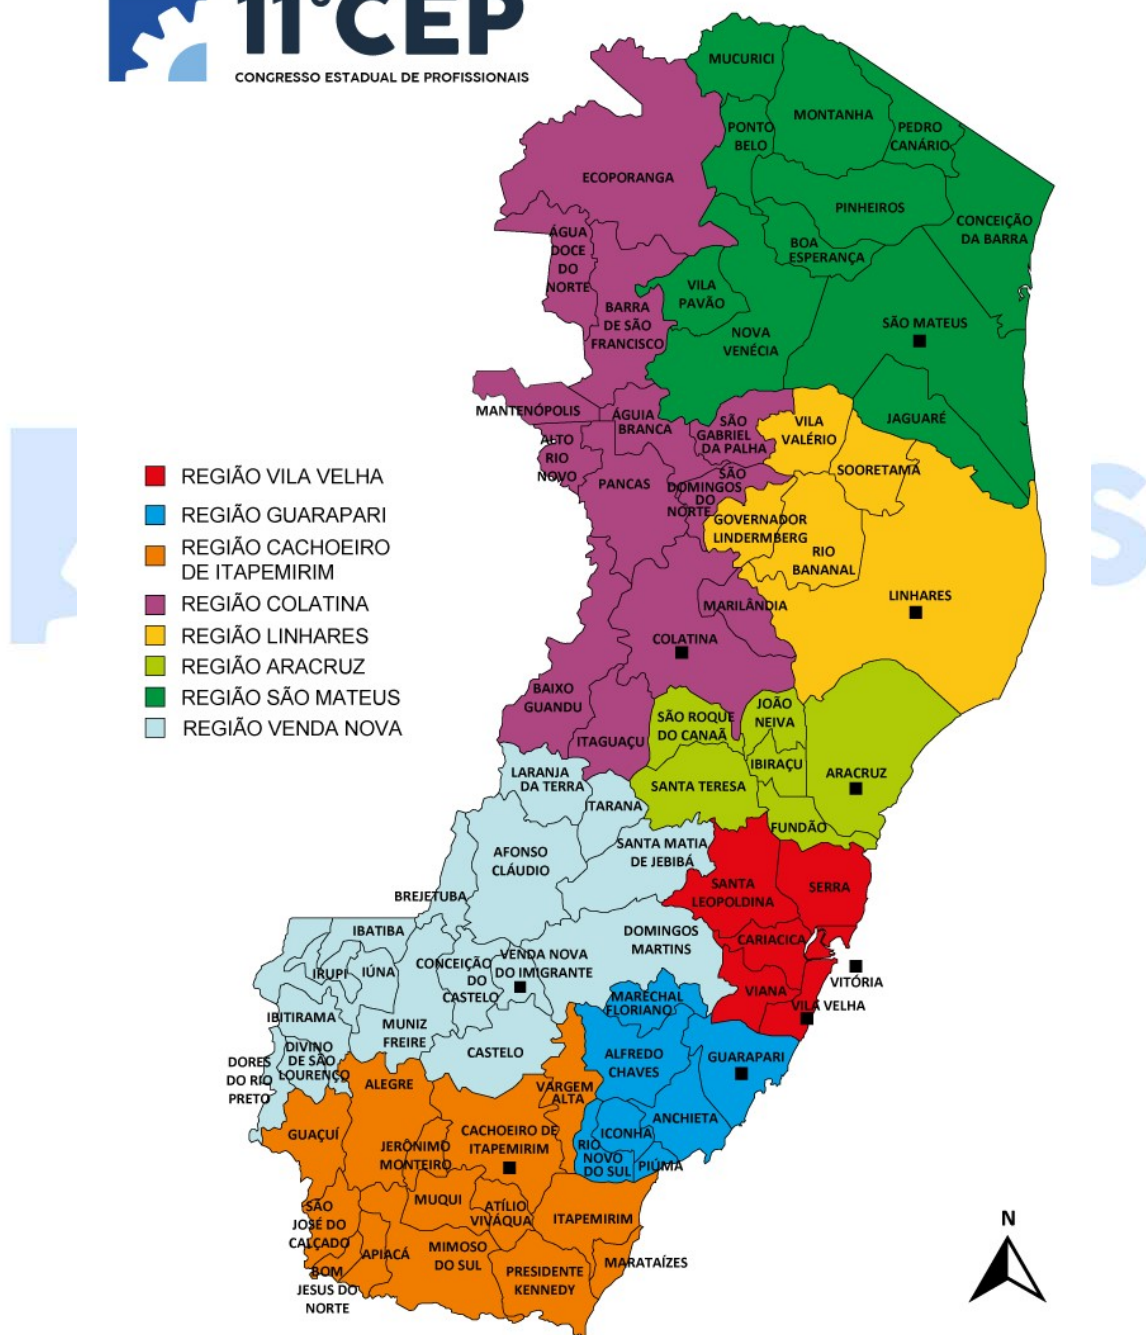 11°CEP
CONGRESSO ESTADUAL DE PROFISSIONAIS
MUCURICI
MONTANHA
PONTO
BELO
PEDRO
CANÁRIO
ECOPORANGA
PINHEIROS
CONCEIÇÃO
DA BARRA
ÁGUA
DOCE
DO
NORTE
BOA
ESPERANÇA
VILA
PAVÃO
BARRA
DE SÃO
FRANCISCO
NOVA
VENÉCIA
SÃO MATEUS
MANTENÓPOLIS
ÁGUIA
BRANCA
SÃO
GABRIEL
DA PALHA
VILA
VALÉRIO
JAGUARÉ
ALTO
RIO
NOVO
PANCAS
SÃO
DOMINGOS
DO
NORTE
SOORETAMA
GOVERNADOR
LINDERMBERG
RIO
BANANAL
LINHARES
MARILÂNDIA
COLATINA
REGIÃO VILA VELHA
REGIÃO GUARAPARI
REGIÃO CACHOEIRO
DE ITAPEMIRIM
REGIÃO COLATINA
REGIÃO LINHARES
REGIÃO ARACRUZ
REGIÃO SÃO MATEUS
REGIÃO VENDA NOVA
BAIXO
GUANDU
ITAGUAÇU
SÃO ROQUE
DO CANAÃ
JOÃO
NEIVA
IBIRAÇU
ARACRUZ
LARANJA
DA TERRA
ITARANA
SANTA TERESA
FUNDÃO
AFONSO
CLÁUDIO
SANTA MATIA
DE JEBIBÁ
BREJETUBA
SANTA
LEOPOLDINA
SERRA
IBATIBA
DOMINGOS
MARTINS
CARIACICA
IRUPI
IÚNA
CONCEIÇÃO
DO
CASTELO
VENDA NOVA
DO IMIGRANTE
VITÓRIA
VIANA
VILA VELHA
MARECHAL
FLORIANO
IBITIRAMA
MUNIZ
FREIRE
DIVINO
DE SÃO
LOURENÇO
CASTELO
ALFREDO
CHAVES
GUARAPARI
DORES
DO RIO
PRETO
ALEGRE
VARGEM
ALTA
GUAÇUÍ
CACHOEIRO DE
ITAPEMIRIM
ICONHA
ANCHIETA
JERÔNIMO
MONTEIRO
RIO
NOVO
DO SUL
PIÚMA
SÃO
JOSÉ DO
CALÇADO
MUQUI
ATÍLIO
VIVÁQUA
ITAPEMIRIM
APIACÁ
MIMOSO
DO SUL
MARATAÍZES
BOM
JESUS DO
NORTE
PRESIDENTE
KENNEDY
N
S